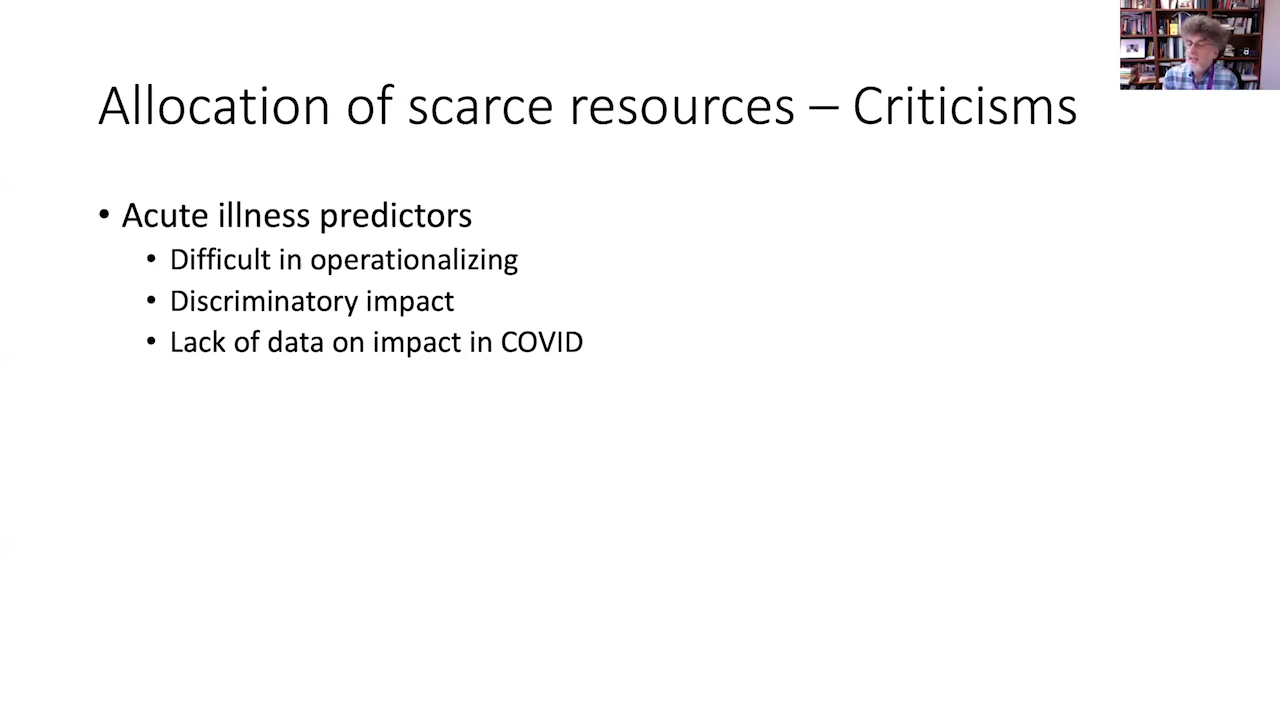 Allocation of scarce resources – Criticisms
• Acute illness predictors
• Difficult in operationalizing
• Discriminatory impact
• Lack of data on impact in COVID